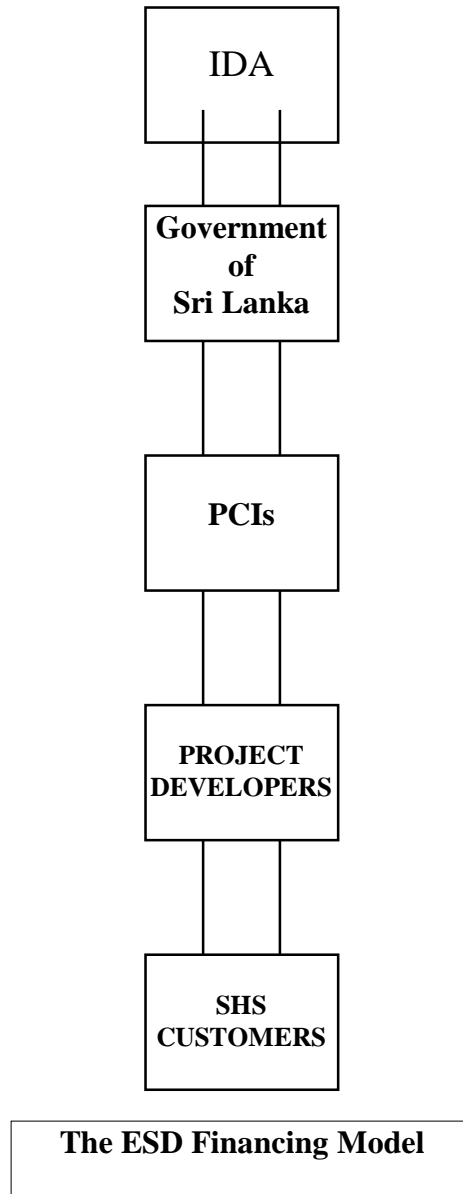 IDA
Government
of
Sri Lanka
PCIs
PROJECT
DEVELOPERS
SHS
CUSTOMERS
The ESD Financing Model